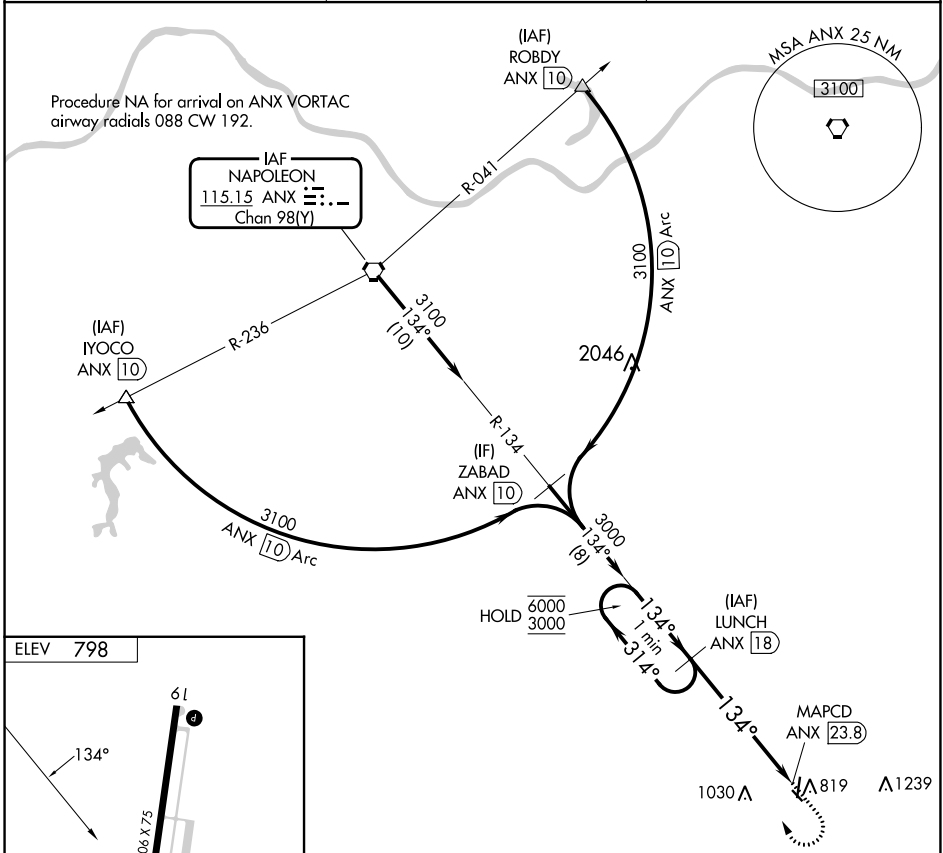 (IAF)
ROBDY
ANX 10
MSA ANX 25 NM
3100
Procedure NA for arrival on ANX VORTAC
airway radials 088 CW 192.
IAF
NAPOLEON
115.15 ANX
Chan 98(Y)
R-041
3100
ANX 10 Arc
3100
134°
(10)
R-236
(IAF)
IYOCO
ANX 10
2046
R-134
(IF)
ZABAD
ANX 10
3100
ANX 10 Arc
3000
134°
(8)
HOLD 6000
3000
134°
1 min
314°
(IAF)
LUNCH
ANX 18
134°
MAPCD
ANX 23.8
1030
819
1239
ELEV 798
19
P
134°
06 X 75